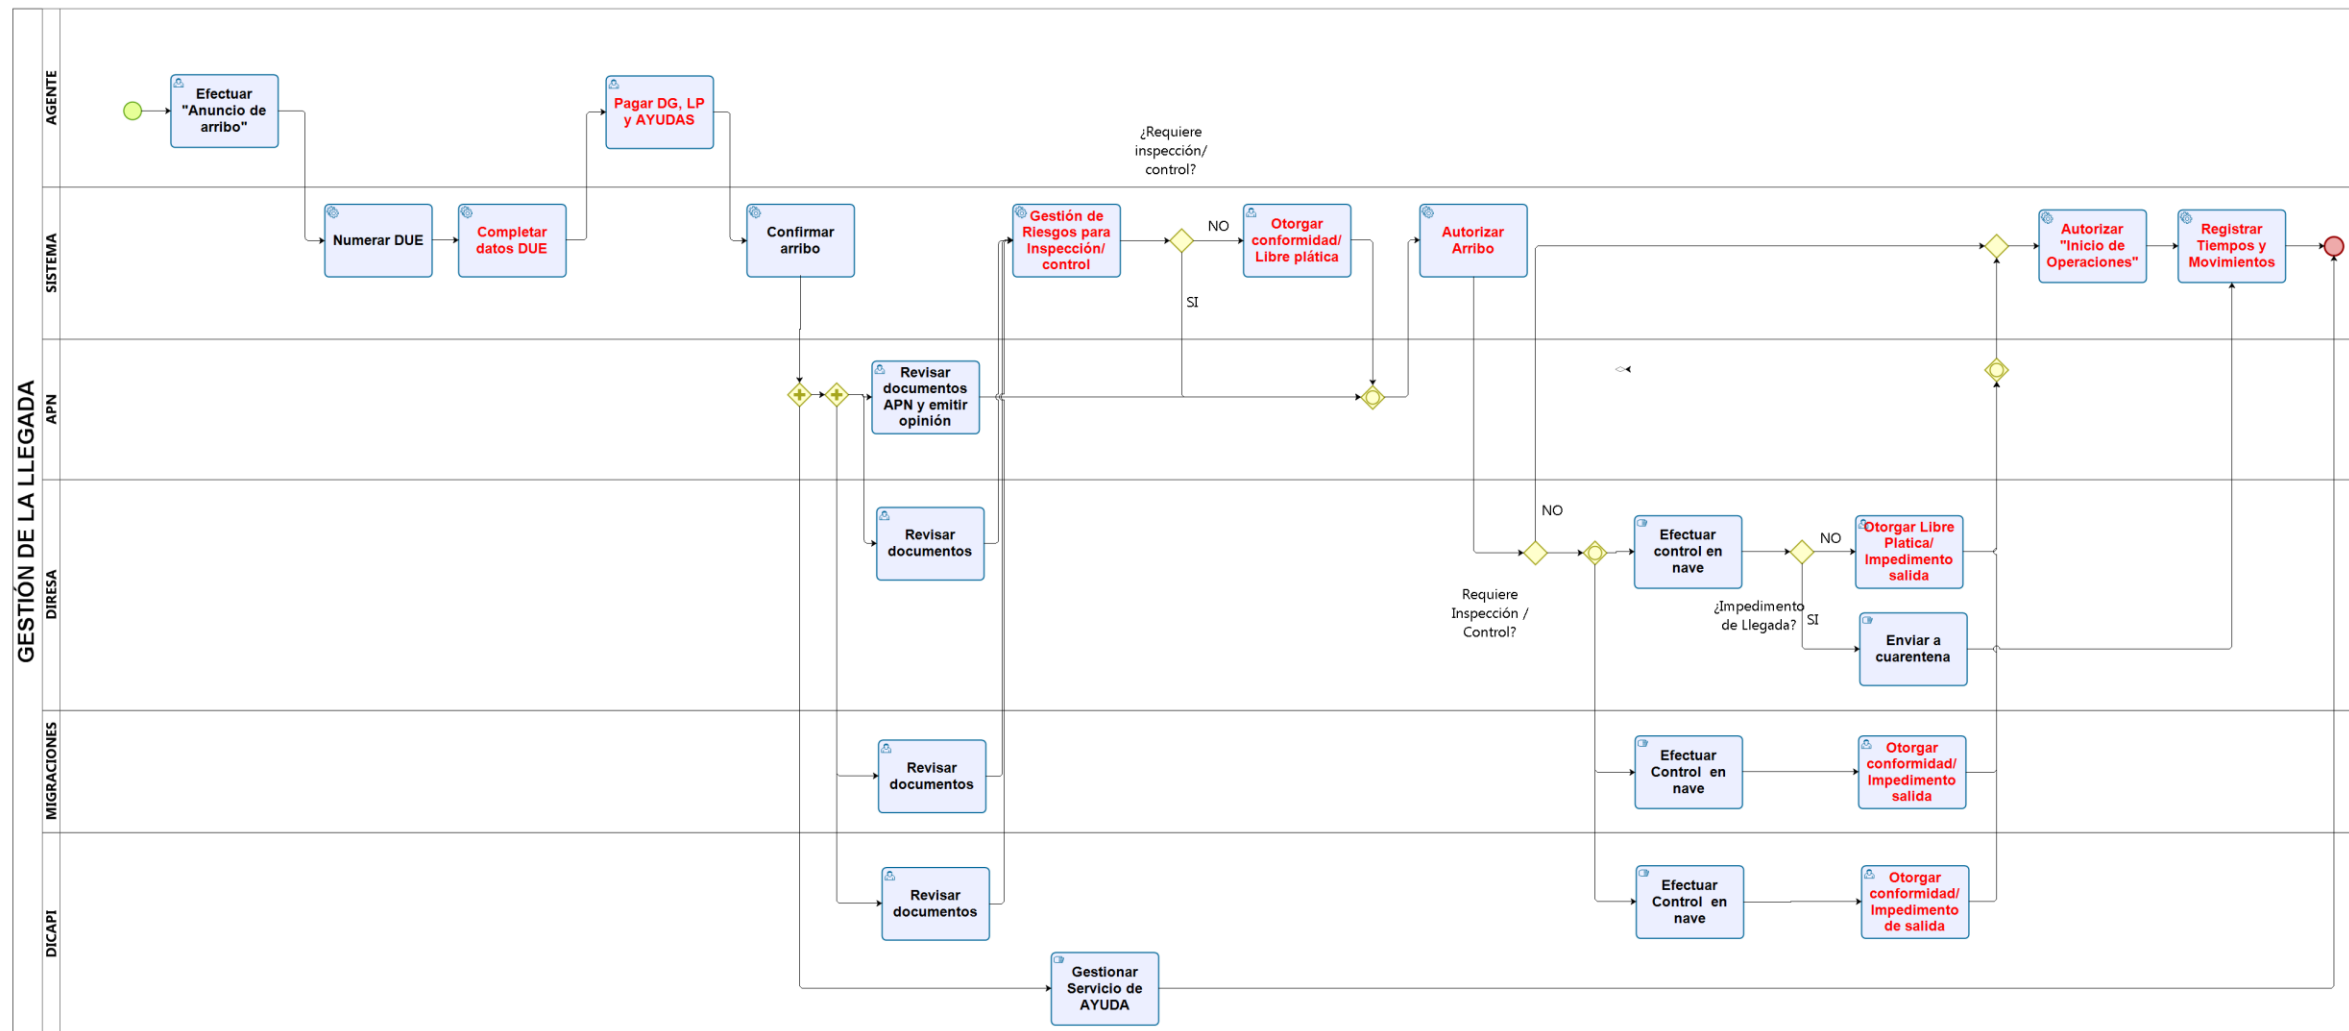 GESTIÓN DE LA LLEGADA
AGENTE
Efectuar
"Anuncio de
arribo"
Pagar DG, LP
y AYUDAS
¿Requiere
inspección/
control?
SISTEMA
Numerar DUE
Completar
datos DUE
Confirmar
arribo
Gestión de
Riesgos para
Inspección/
control
NO
SI
Otorgar
conformidad/
Libre plática
Autorizar
Arribo
Autorizar
"Inicio de
Operaciones"
Registrar
Tiempos y
Movimientos
APN
Revisar
documentos
APN y emitir
opinión
DIRESA
Revisar
documentos
NO
Requiere
Inspección /
Control?
Efectuar
control en
nave
¿Impedimento
de Llegada?
NO
SI
Otorgar Libre
Platica/
Impedimento
salida
Enviar a
cuarentena
MIGRACIONES
Revisar
documentos
Efectuar
Control en
nave
Otorgar
conformidad/
Impedimento
salida
DICAPI
Revisar
documentos
Efectuar
Control en
nave
Otorgar
conformidad/
Impedimento
de salida
Gestionar
Servicio de
AYUDA